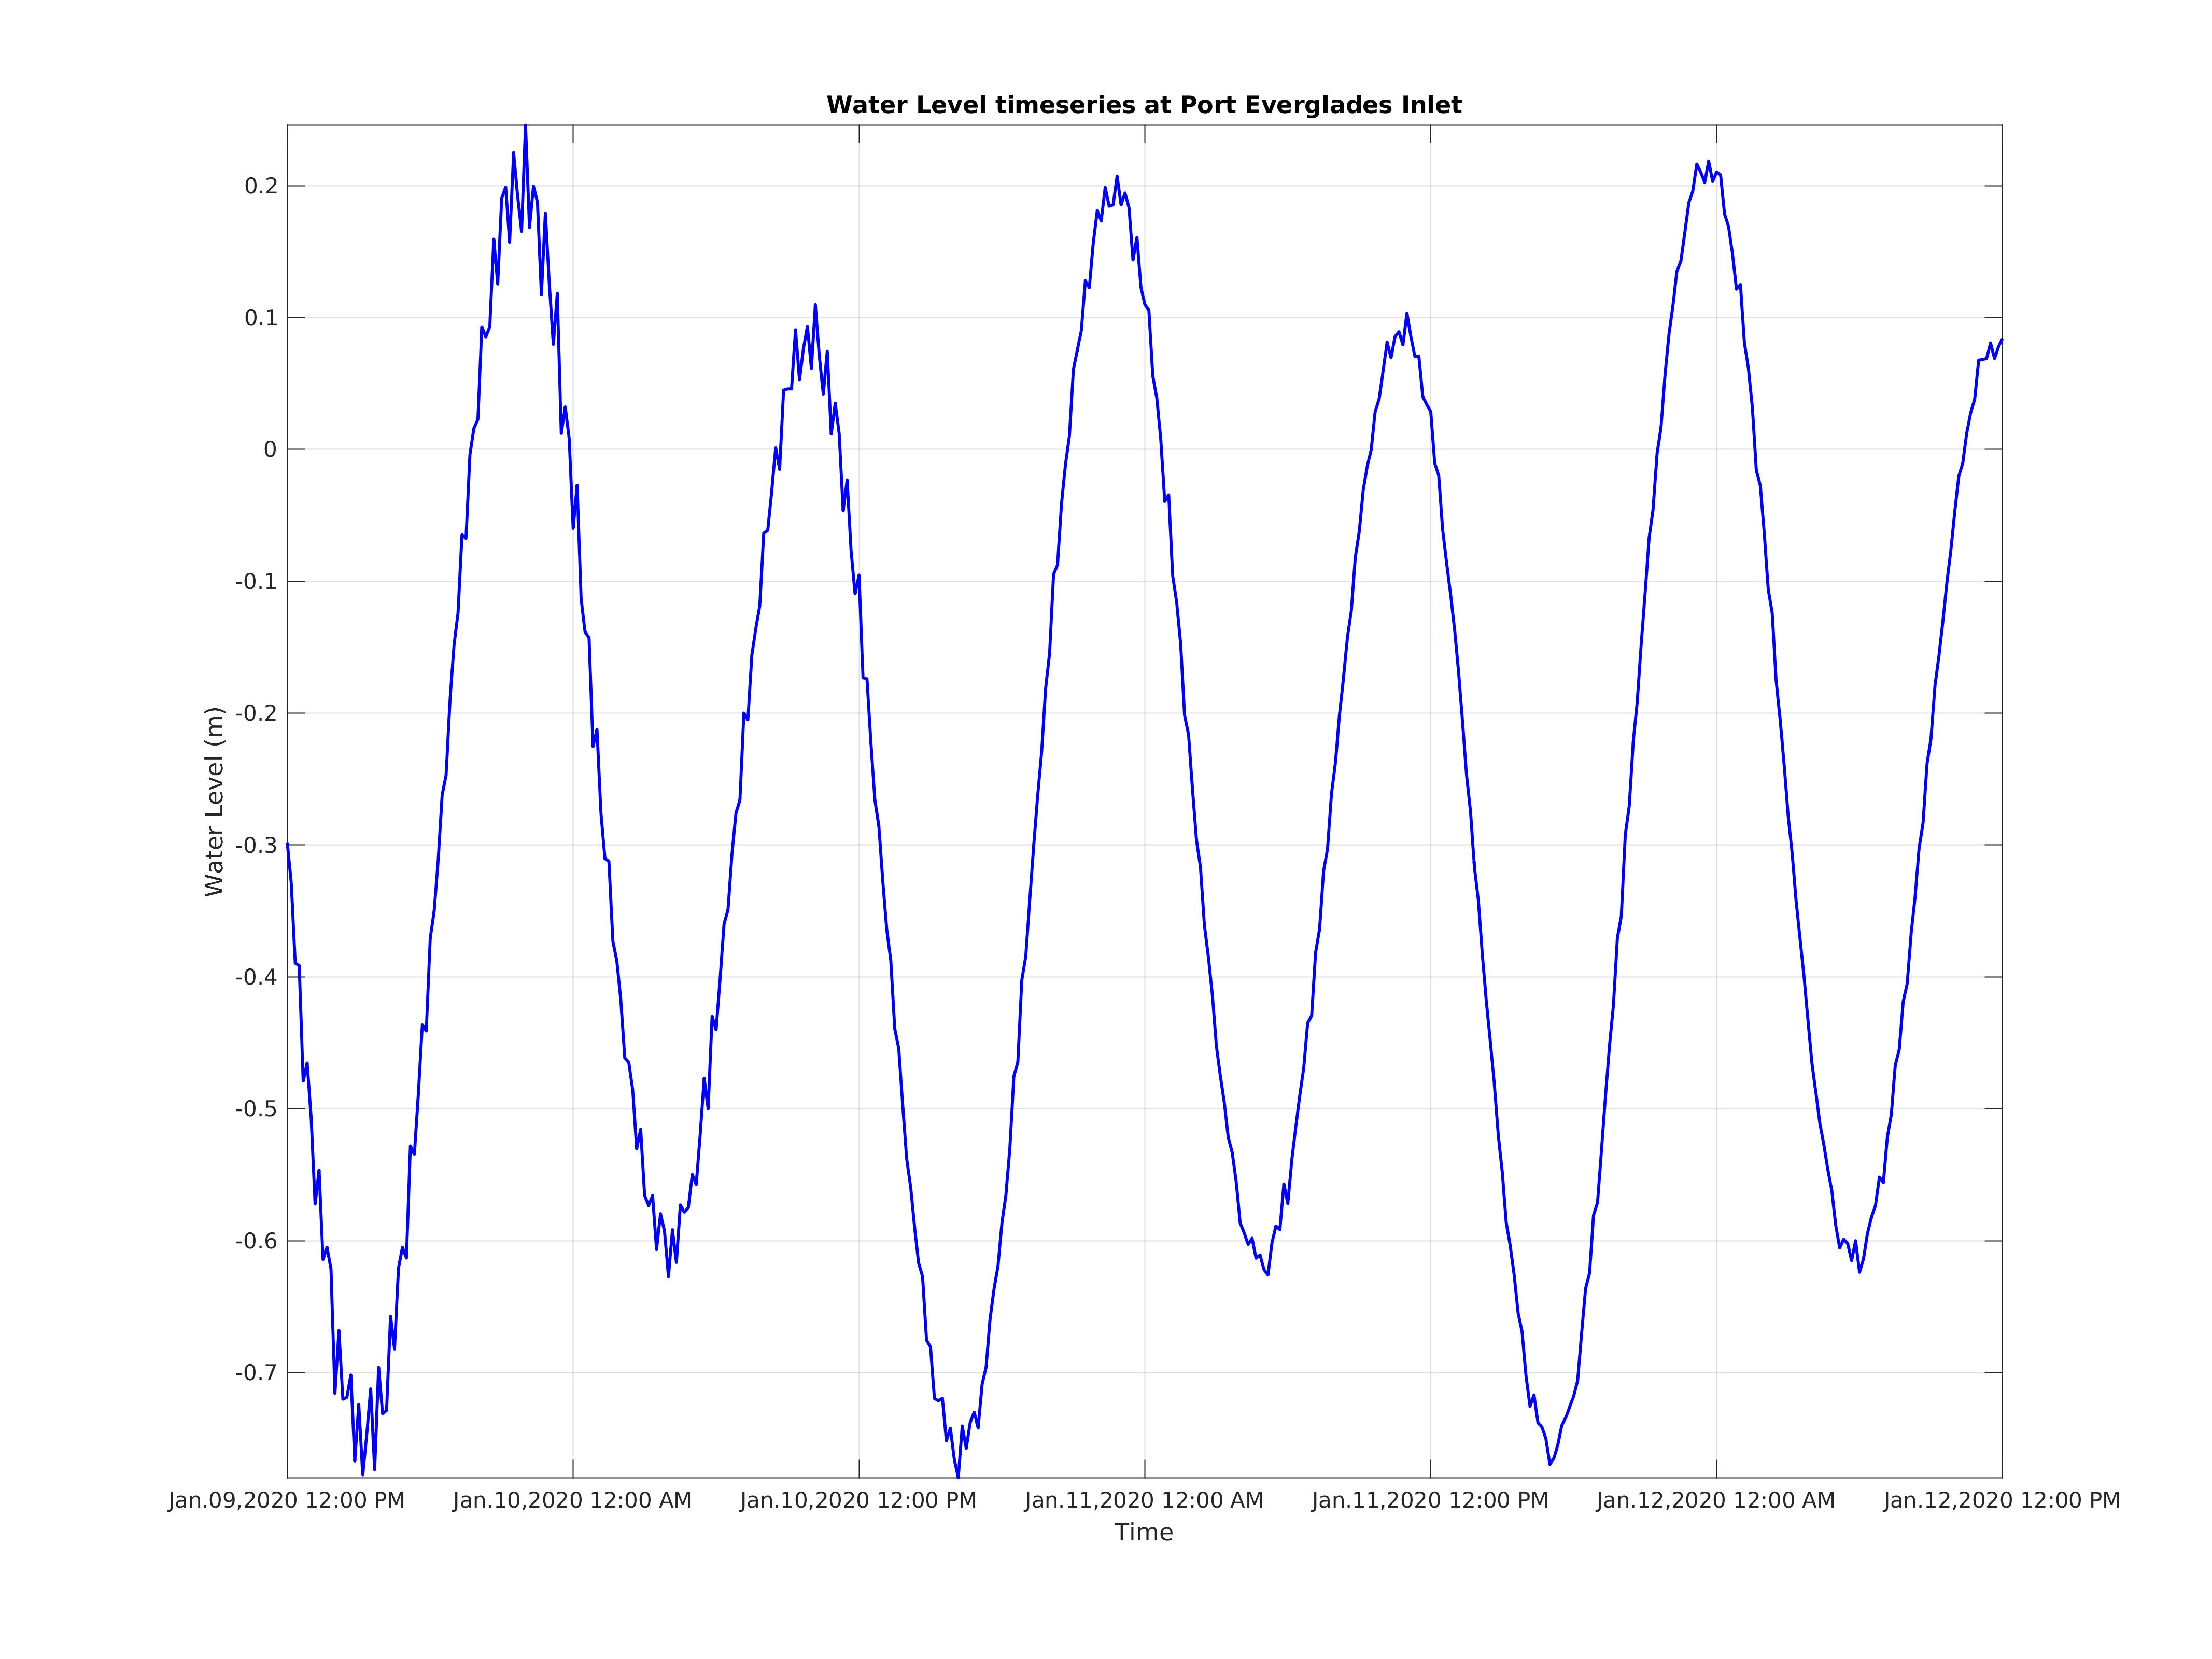 Water Level timeseries at Port Everglades Inlet
0.2
0.1
0
-0.1
-0.2
-0.3
-0.4
-0.5
-0.6
-0.7
Water Level (m)
Jan.09,2020 12:00 PM Jan.10,2020 12:00 AM Jan.10,2020 12:00 PM Jan.11,2020 12:00 AM Jan.11,2020 12:00 PM Jan.12,2020 12:00 AM Jan.12,2020 12:00 PM
Time